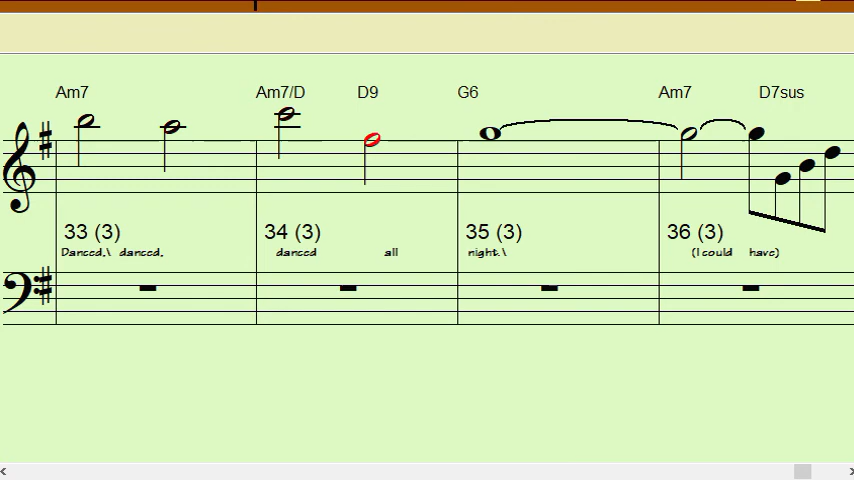 Am7 Am7/D D9 G6 Am7 D7sus
33 (3) 34 (3) 35 (3) 36 (3)
Danced,\ danced, danced all night.\ (I could have)